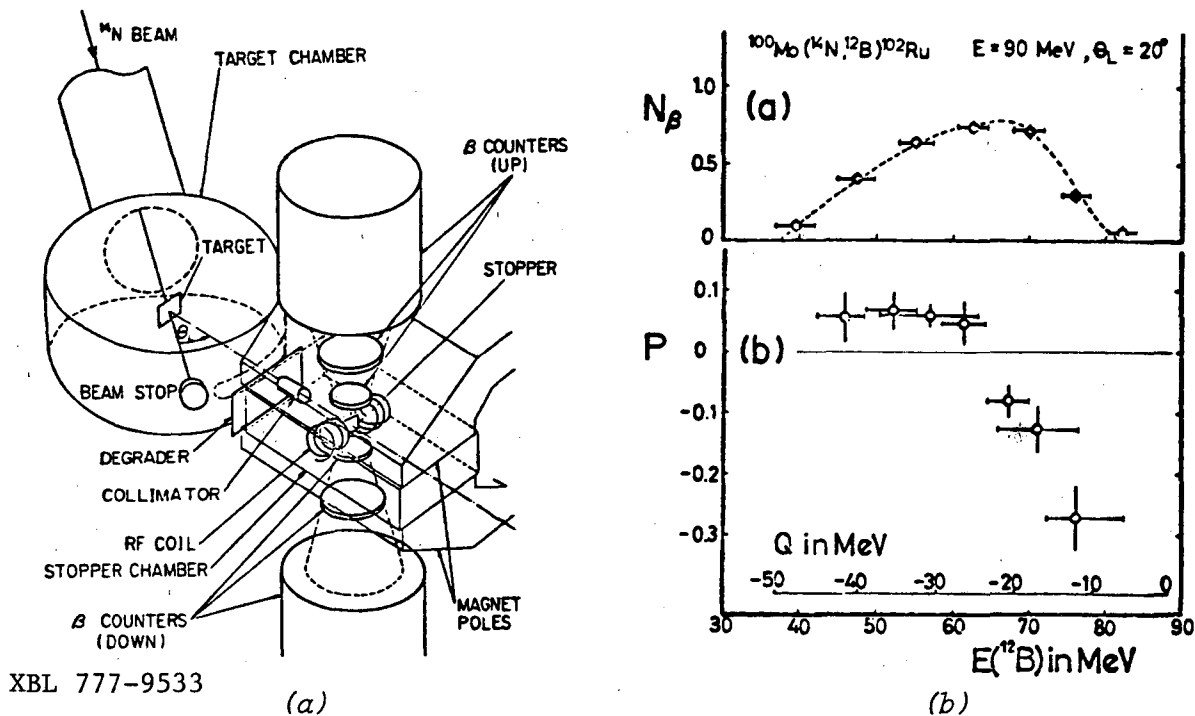 ¹⁴N BEAM
TARGET CHAMBER
β COUNTERS
(UP)
TARGET
STOPPER
θ
BEAM STOP
DEGRADER
COLLIMATOR
RF COIL
STOPPER CHAMBER
β COUNTERS
(DOWN)
MAGNET
POLES
XBL 777-9533
(a)
¹⁰⁰Mo(¹⁴N,¹²B)¹⁰²Ru E=90 MeV, θL=20°
Nβ
(a)
1.0
0.5
0
P
(b)
0.1
0
-0.1
-0.2
-0.3
Q in MeV
-50 -40 -30 -20 -10 0
30 40 50 60 70 80 90
E(¹²B) in MeV
(b)